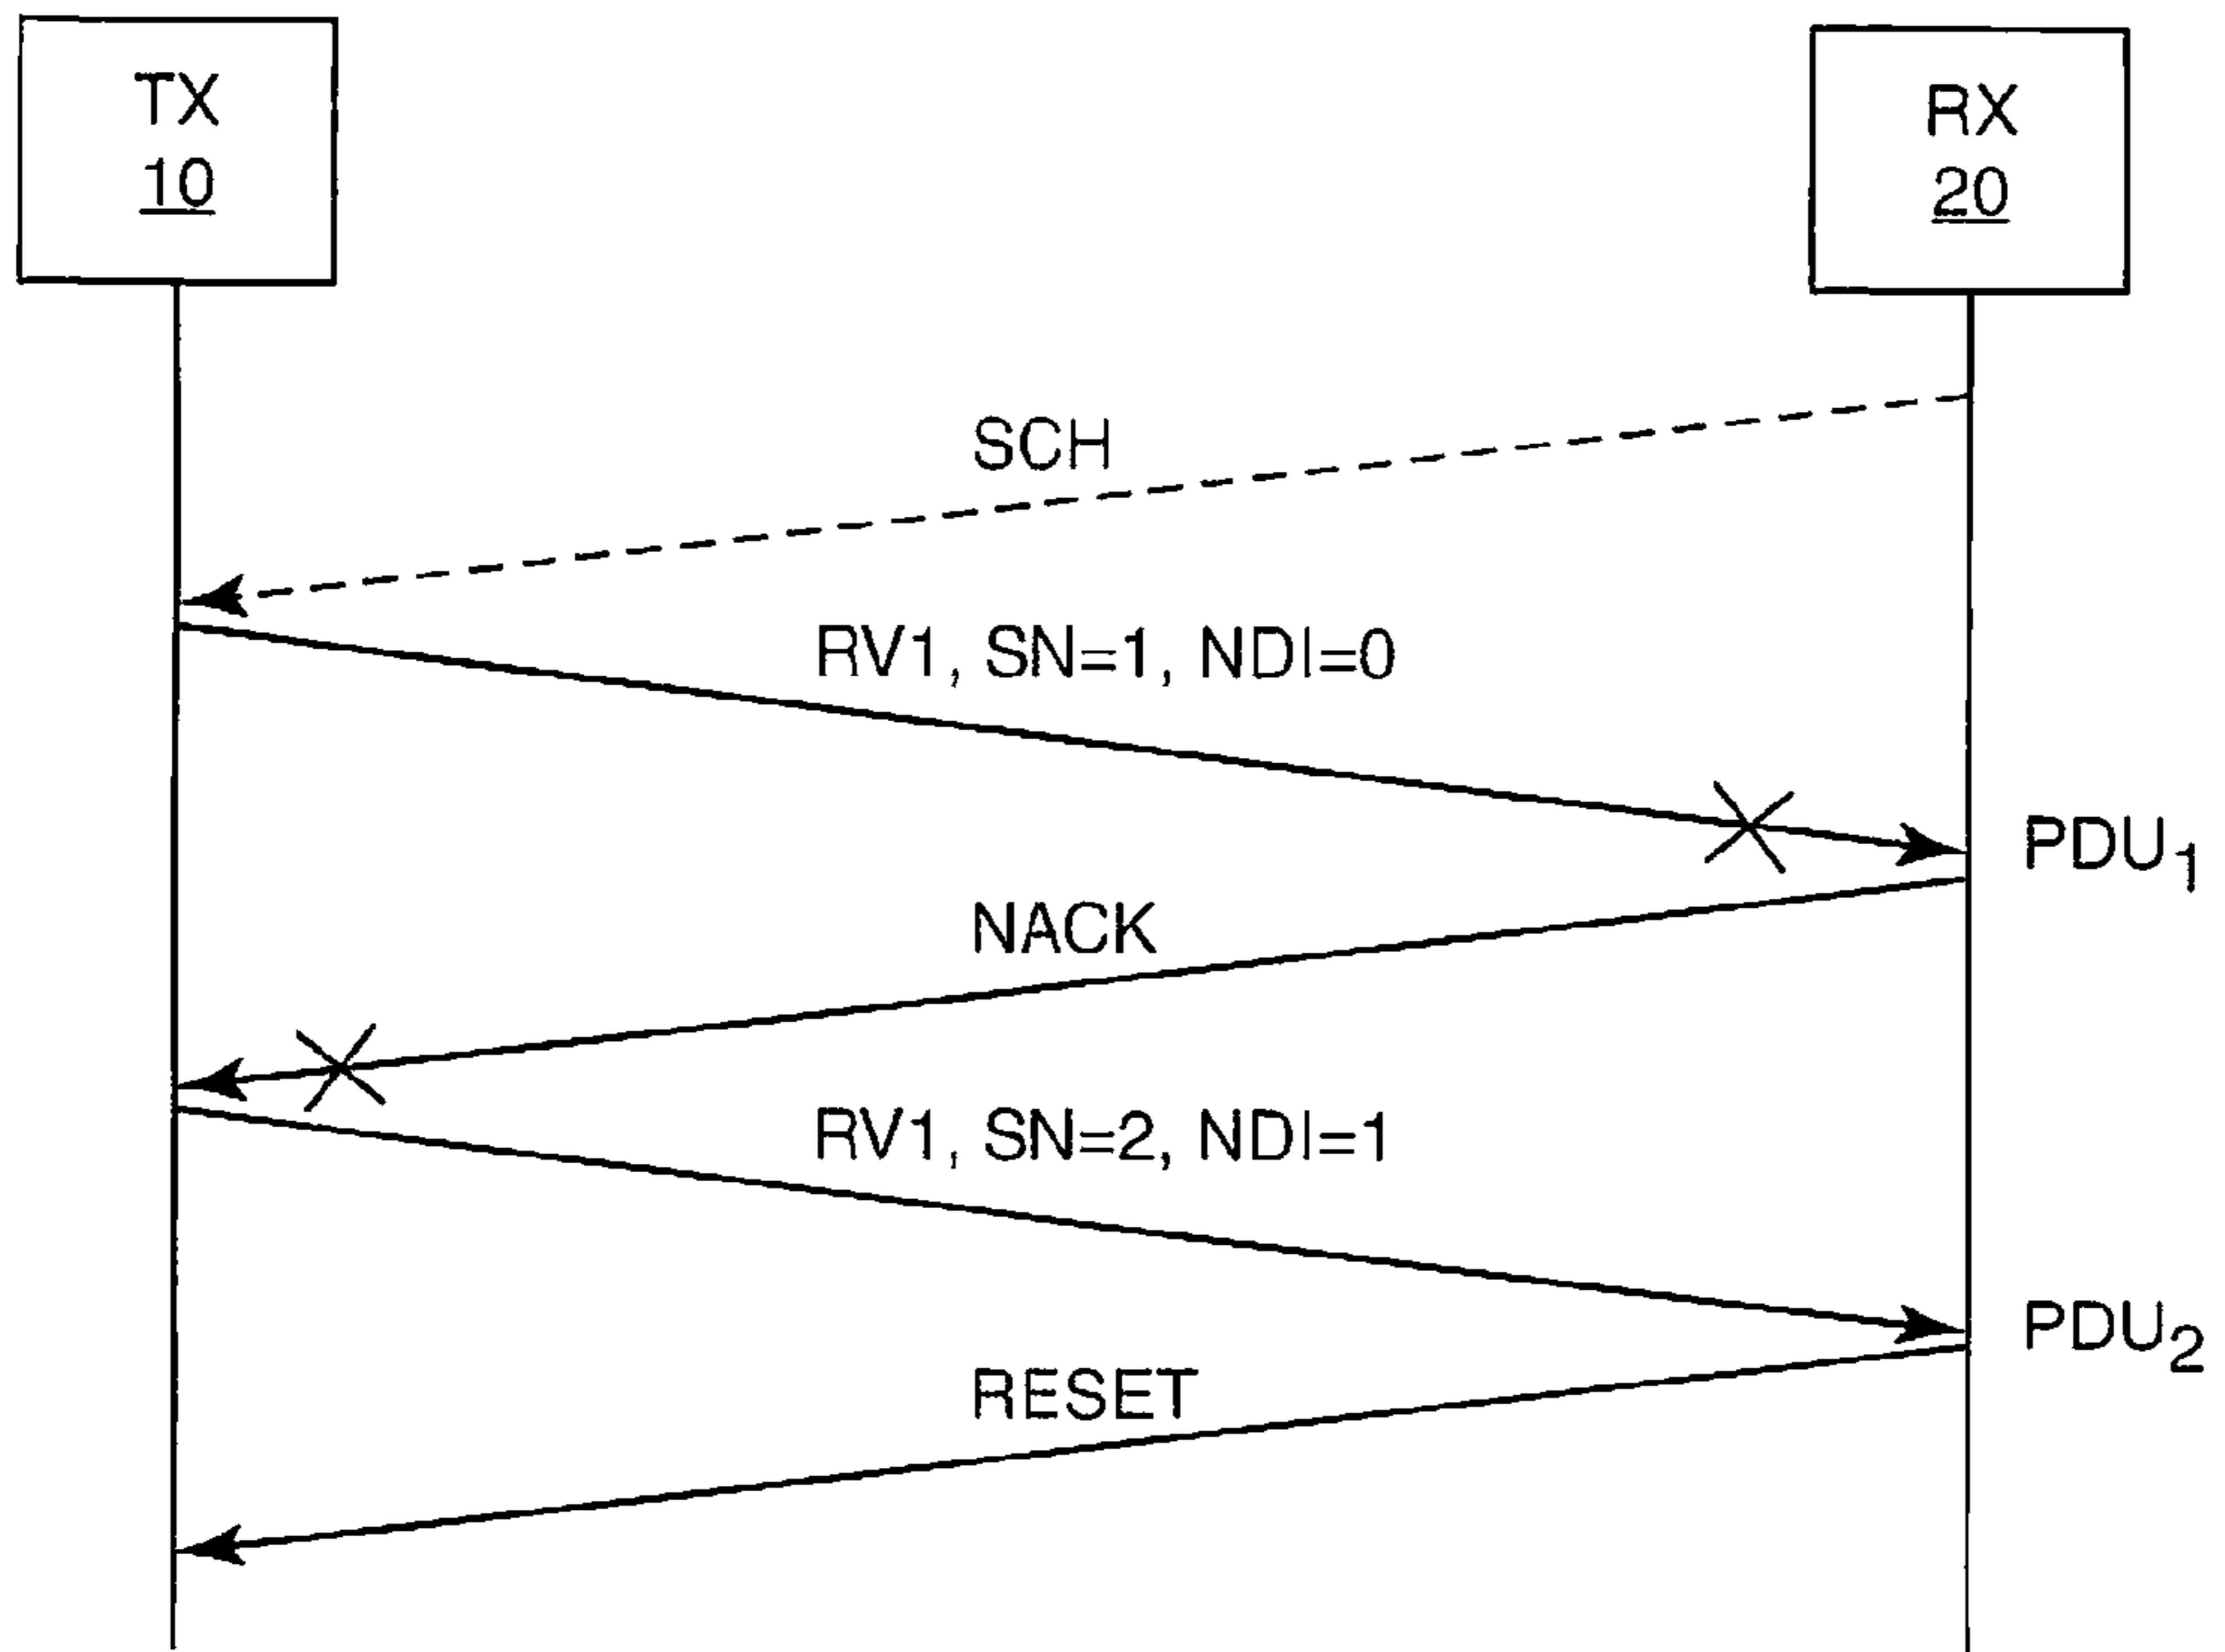 TX
10
RX
20
SCH
RV1, SN=1, NDI=0
PDU1
NACK
RV1, SN=2, NDI=1
PDU2
RESET